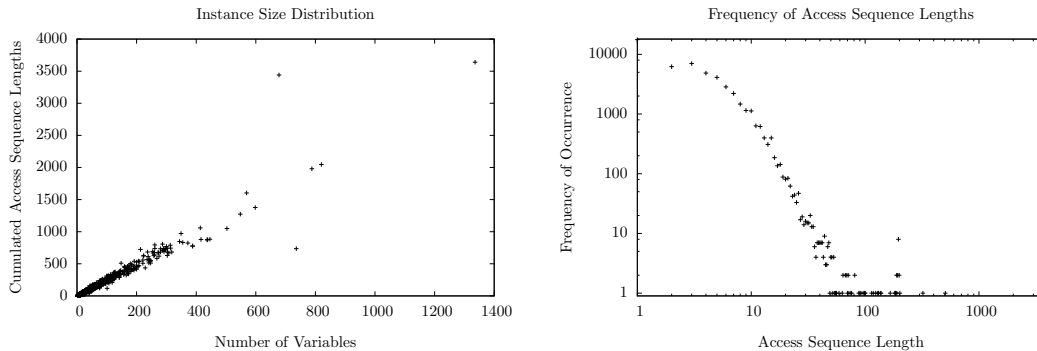 Instance Size Distribution
Cumulated Access Sequence Lengths
4000
3500
3000
2500
2000
1500
1000
500
0
0 200 400 600 800 1000 1200 1400
Number of Variables
Frequency of Access Sequence Lengths
Frequency of Occurrence
10000
1000
100
10
1
1 10 100 1000
Access Sequence Length